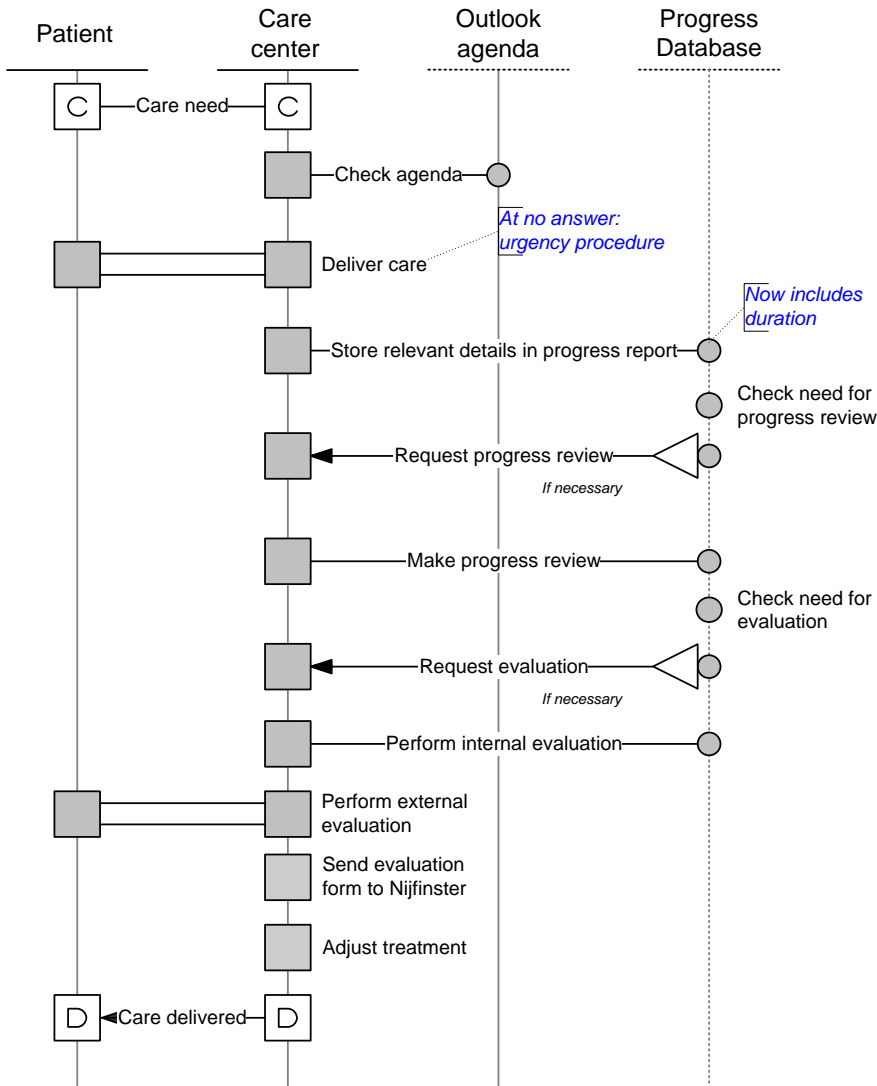 Patient
Care
center
Outlook
agenda
Progress
Database
C
Care need
C
Check agenda
At no answer:
urgency procedure
Deliver care
Now includes
duration
Store relevant details in progress report
Check need for
progress review
Request progress review
If necessary
Make progress review
Check need for
evaluation
Request evaluation
If necessary
Perform internal evaluation
Perform external
evaluation
Send evaluation
form to Nijfinster
Adjust treatment
D
Care delivered
D